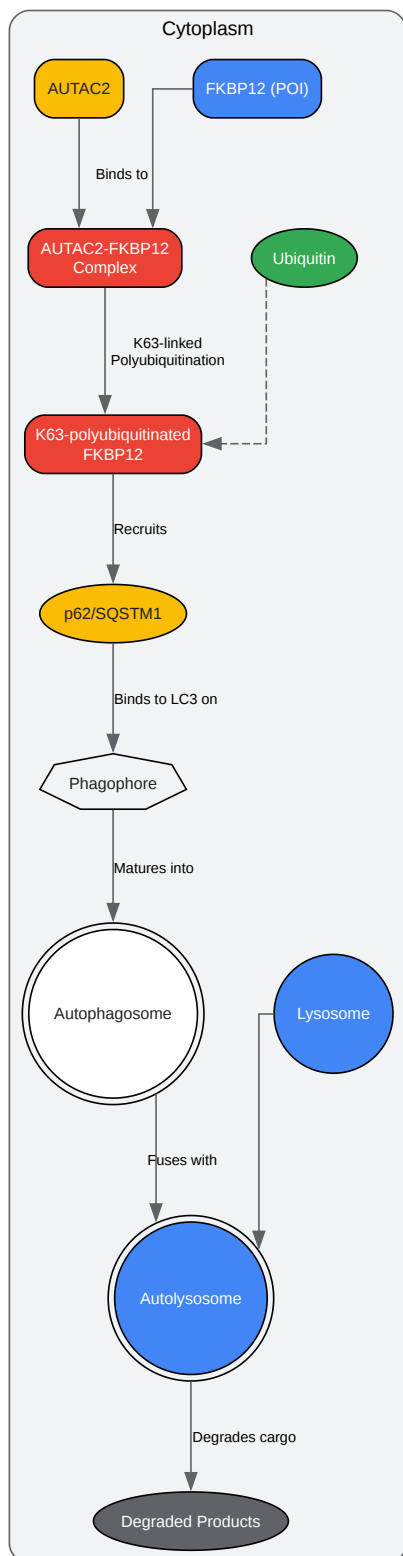 Cytoplasm
AUTAC2
FKBP12 (POI)
Binds to
AUTAC2-FKBP12
Complex
Ubiquitin
K63-linked
Polyubiquitination
K63-polyubiquitinated
FKBP12
Recruits
p62/SQSTM1
Binds to LC3 on
Phagophore
Matures into
Autophagosome
Lysosome
Fuses with
Autolysosome
Degrades cargo
Degraded Products